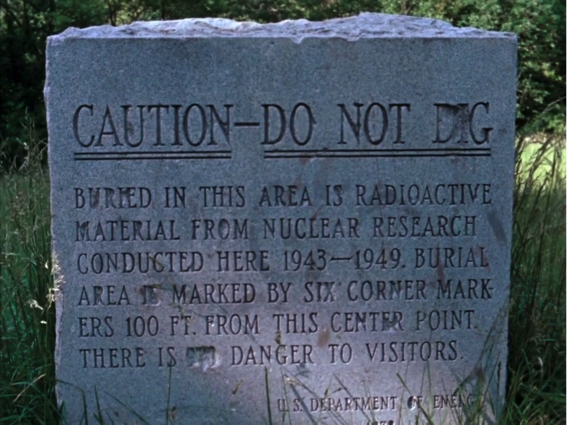 CAUTION—DO NOT DIG
BURIED IN THIS AREA IS RADIOACTIVE
MATERIAL FROM NUCLEAR RESEARCH
CONDUCTED HERE 1943—1949. BURIAL
AREA IS MARKED BY SIX CORNER MARK-
ERS 100 FT. FROM THIS CENTER POINT.
THERE IS DANGER TO VISITORS.
U.S. DEPARTMENT OF